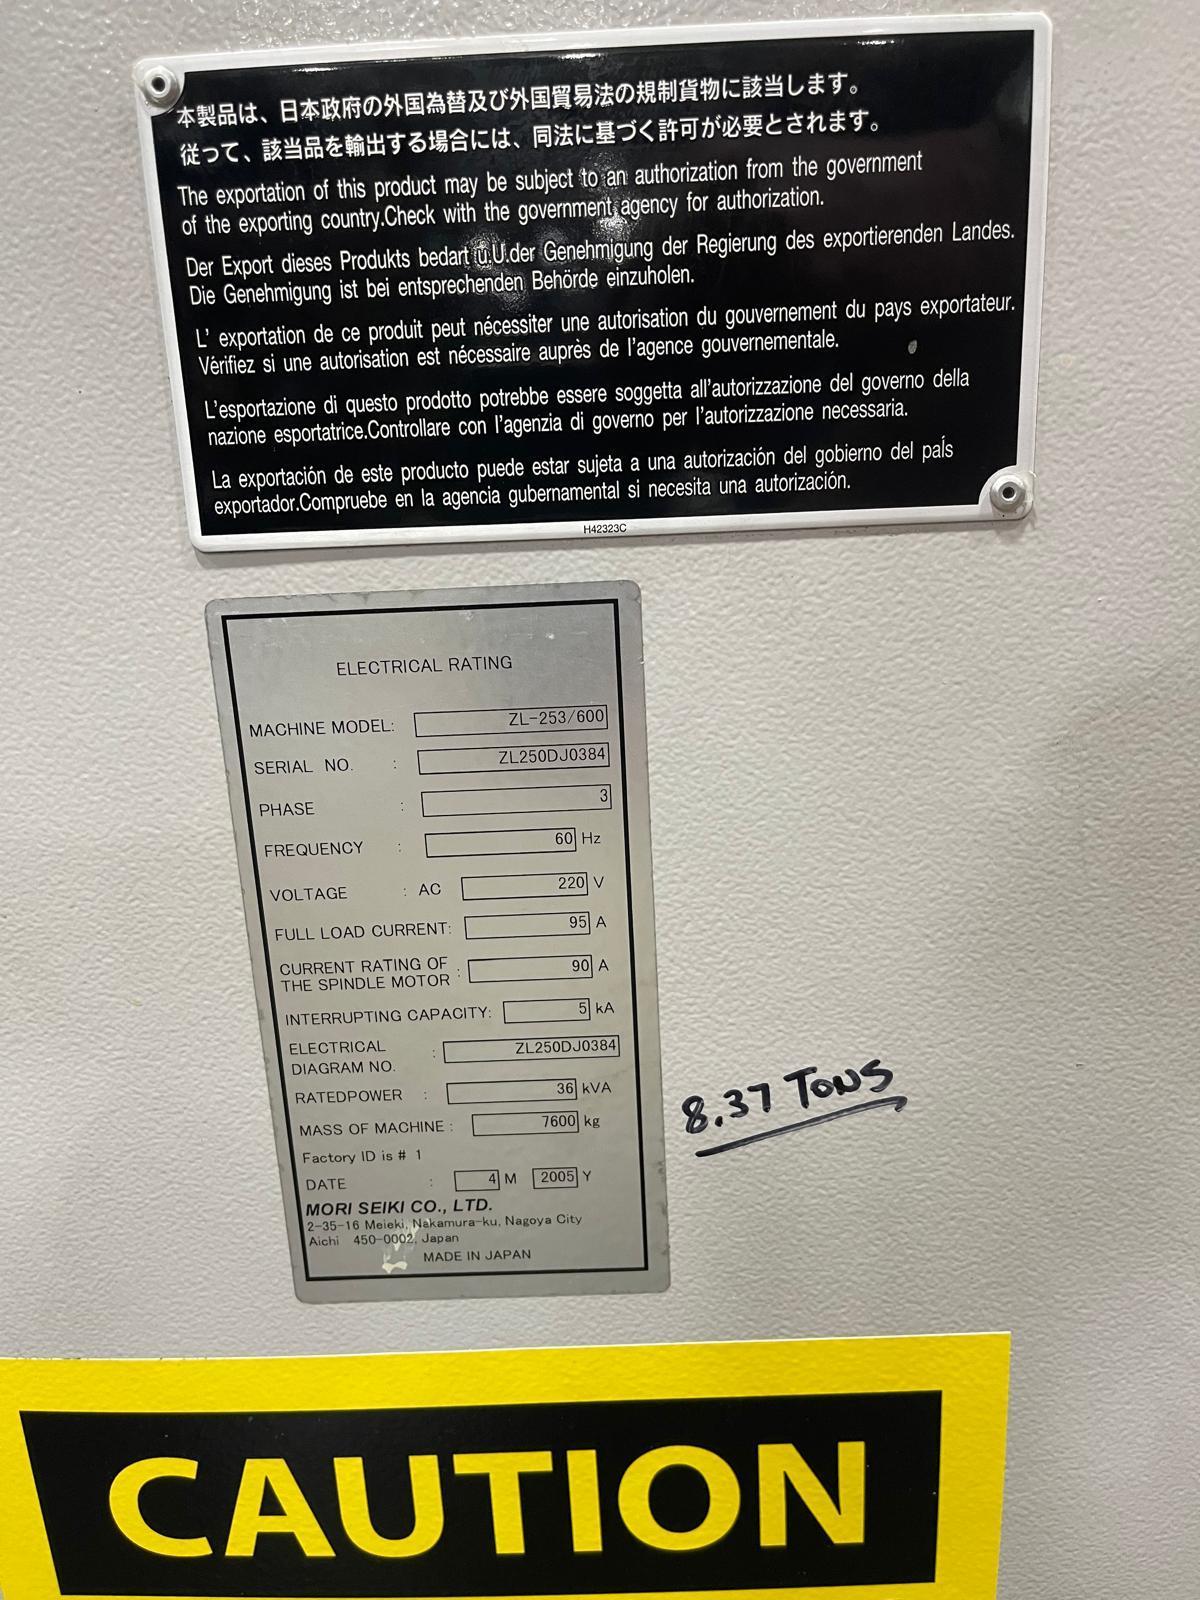 本製品は、日本政府の外国為替及び外国貿易法の規制貨物に該当します。
従って、該当品を輸出する場合には、同法に基づく許可が必要とされます。
The exportation of this product may be subject to an authorization from the government
of the exporting country.Check with the government agency for authorization.
Der Export dieses Produkts bedarf u.U.der Genehmigung der Regierung des exportierenden Landes.
Die Genehmigung ist bei entsprechenden Behörde einzuholen.
L' exportation de ce produit peut nécessiter une autorisation du gouvernement du pays exportateur.
Vérifiez si une autorisation est nécessaire auprès de l'agence gouvernementale.
L'esportazione di questo prodotto potrebbe essere soggetta all'autorizzazione del governo della
nazione esportatrice.Controllare con l'agenzia di governo per l'autorizzazione necessaria.
La exportación de este producto puede estar sujeta a una autorización del gobierno del país
exportador.Compruebe en la agencia gubernamental si necesita una autorización.
H42323C
ELECTRICAL RATING
MACHINE MODEL: ZL-253/600
SERIAL NO. : ZL250DJ0384
PHASE : 3
FREQUENCY : 60 Hz
VOLTAGE : AC 220 V
FULL LOAD CURRENT: 95 A
CURRENT RATING OF
THE SPINDLE MOTOR : 90 A
INTERRUPTING CAPACITY: 5 kA
ELECTRICAL
DIAGRAM NO. : ZL250DJ0384
RATEDPOWER : 36 kVA
MASS OF MACHINE : 7600 kg
8.37 TONS
Factory ID is # 1
DATE : 4 M 2005 Y
MORI SEIKI CO., LTD.
2-35-16 Meieki, Nakamura-ku, Nagoya City
Aichi 450-0002, Japan
MADE IN JAPAN
CAUTION